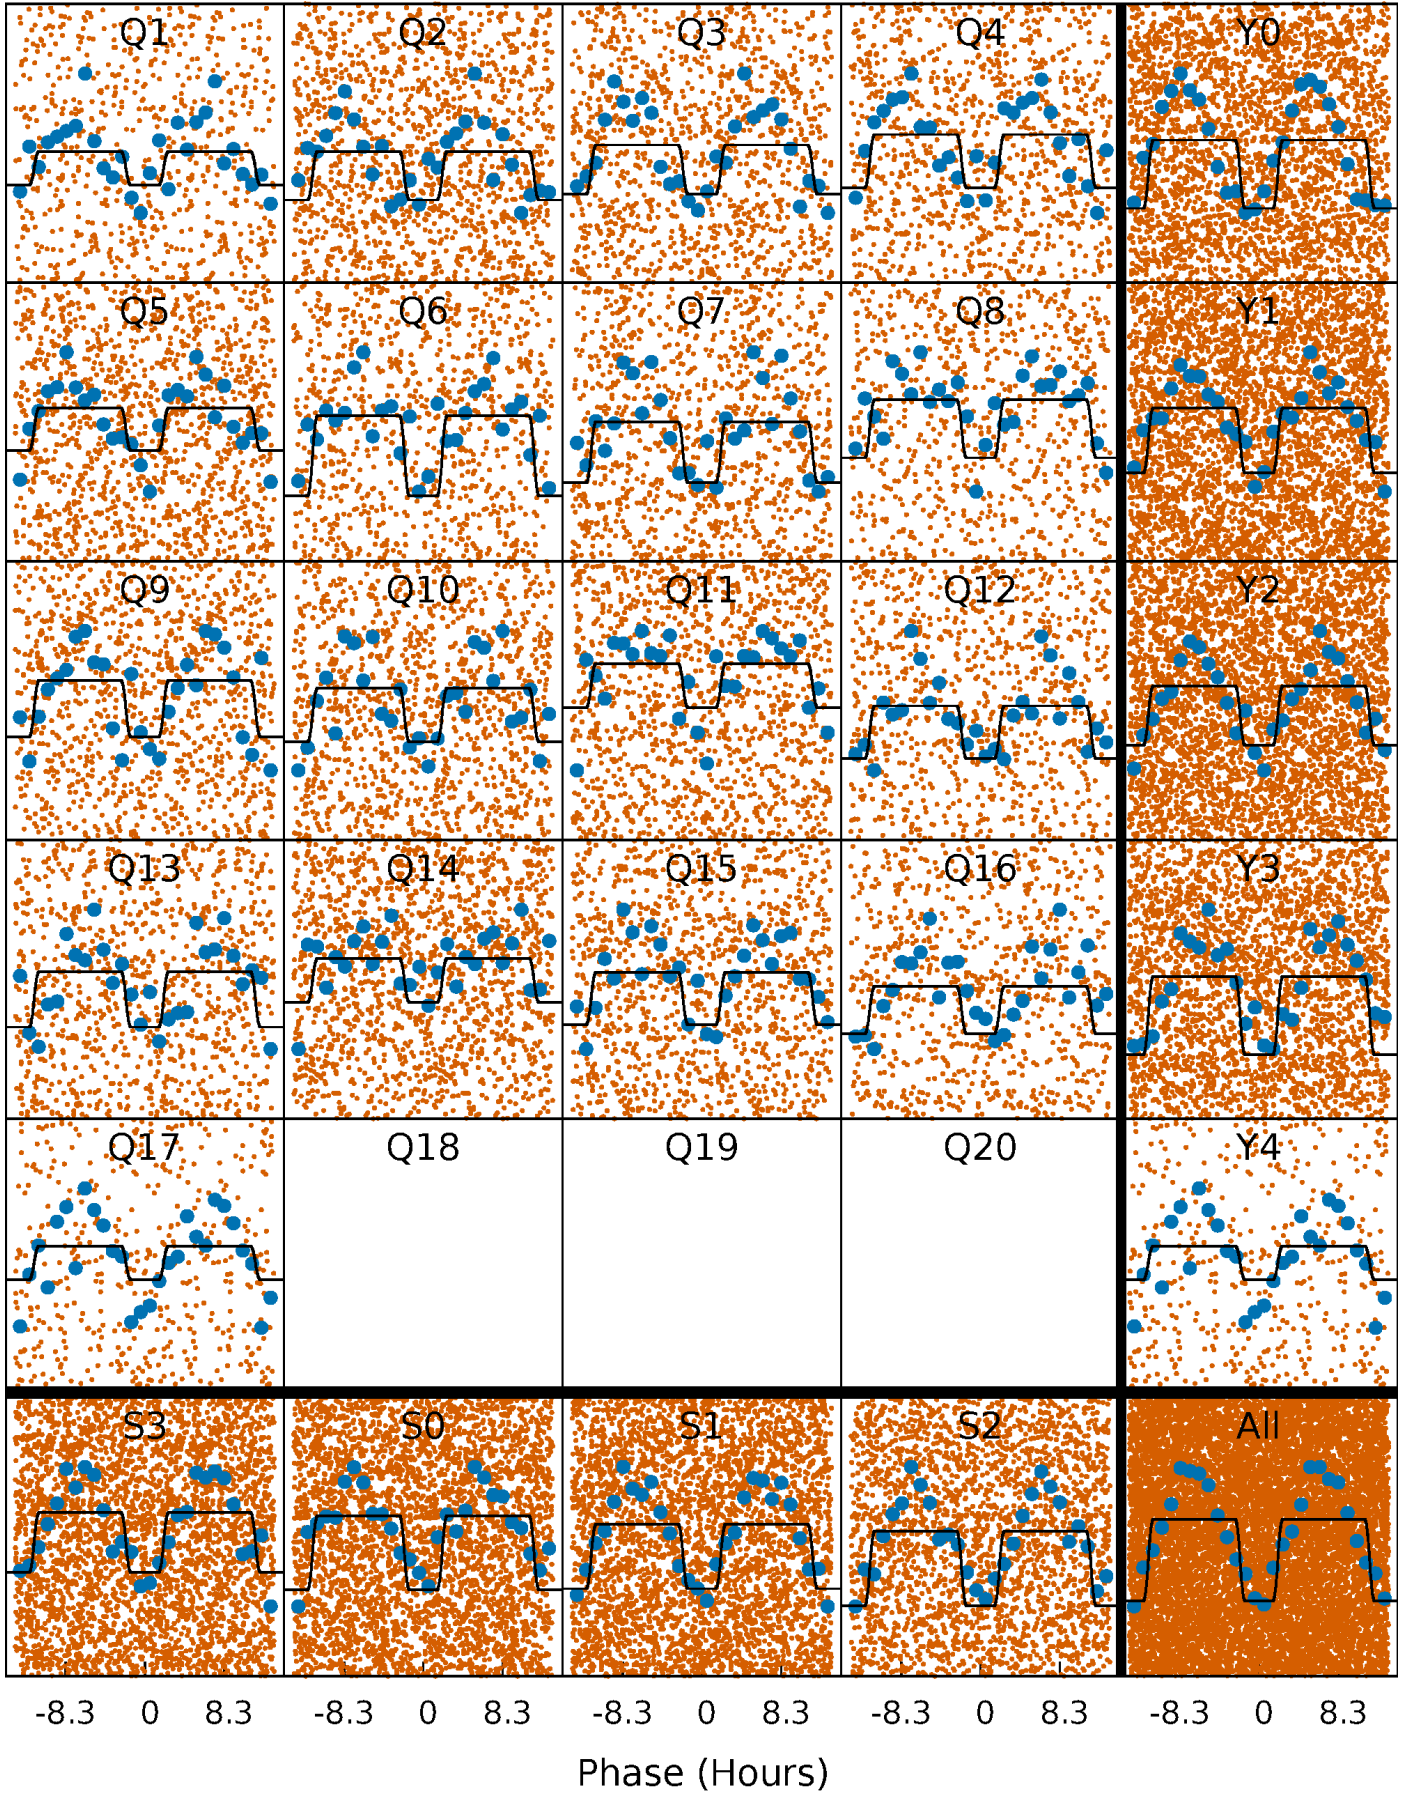 Q1 Q2 Q3 Q4 Y0
Q5 Q6 Q7 Q8 Y1
Q9 Q10 Q11 Q12 Y2
Q13 Q14 Q15 Q16 Y3
Q17 Q18 Q19 Q20 Y4
S3 S0 S1 S2 All
-8.3 0 8.3 -8.3 0 8.3 -8.3 0 8.3 -8.3 0 8.3 -8.3 0 8.3
Phase (Hours)